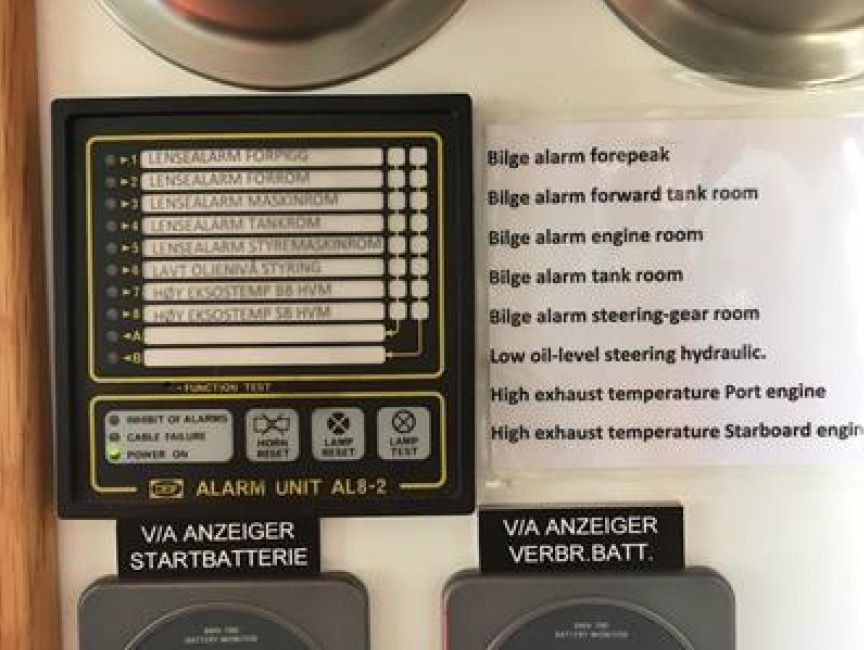 1 LENSEALARM FORPIGG
2 LENSEALARM FORROM
3 LENSEALARM MASKINROM
4 LENSEALARM TANKROM
5 LENSEALARM STYREMASKINROM
6 LAVT OLJENIVÅ STYRING
7 HØY EKSOSTEMP BB HVM
8 HØY EKSOSTEMP SB HVM
A
B
FUNCTION TEST
INHIBIT OF ALARMS
CABLE FAILURE
POWER ON
HORN RESET
LAMP RESET
LAMP TEST
ALARM UNIT AL8-2
Bilge alarm forepeak
Bilge alarm forward tank room
Bilge alarm engine room
Bilge alarm tank room
Bilge alarm steering-gear room
Low oil-level steering hydraulic.
High exhaust temperature Port engine
High exhaust temperature Starboard engin
V/A ANZEIGER
STARTBATTERIE
V/A ANZEIGER
VERBR.BATT.
BATTERY MONITOR
BATTERY MONITOR